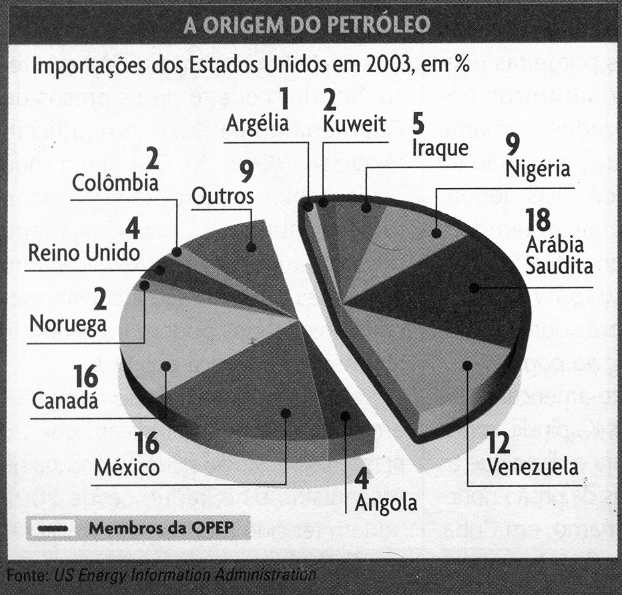 A ORIGEM DO PETRÓLEO
Importações dos Estados Unidos em 2003, em %
1
Argélia
2
Kuweit
5
Iraque
9
Nigéria
18
Arábia
Saudita
12
Venezuela
4
Angola
16
México
16
Canadá
2
Noruega
4
Reino Unido
2
Colômbia
9
Outros
Membros da OPEP
Fonte: US Energy Information Administration